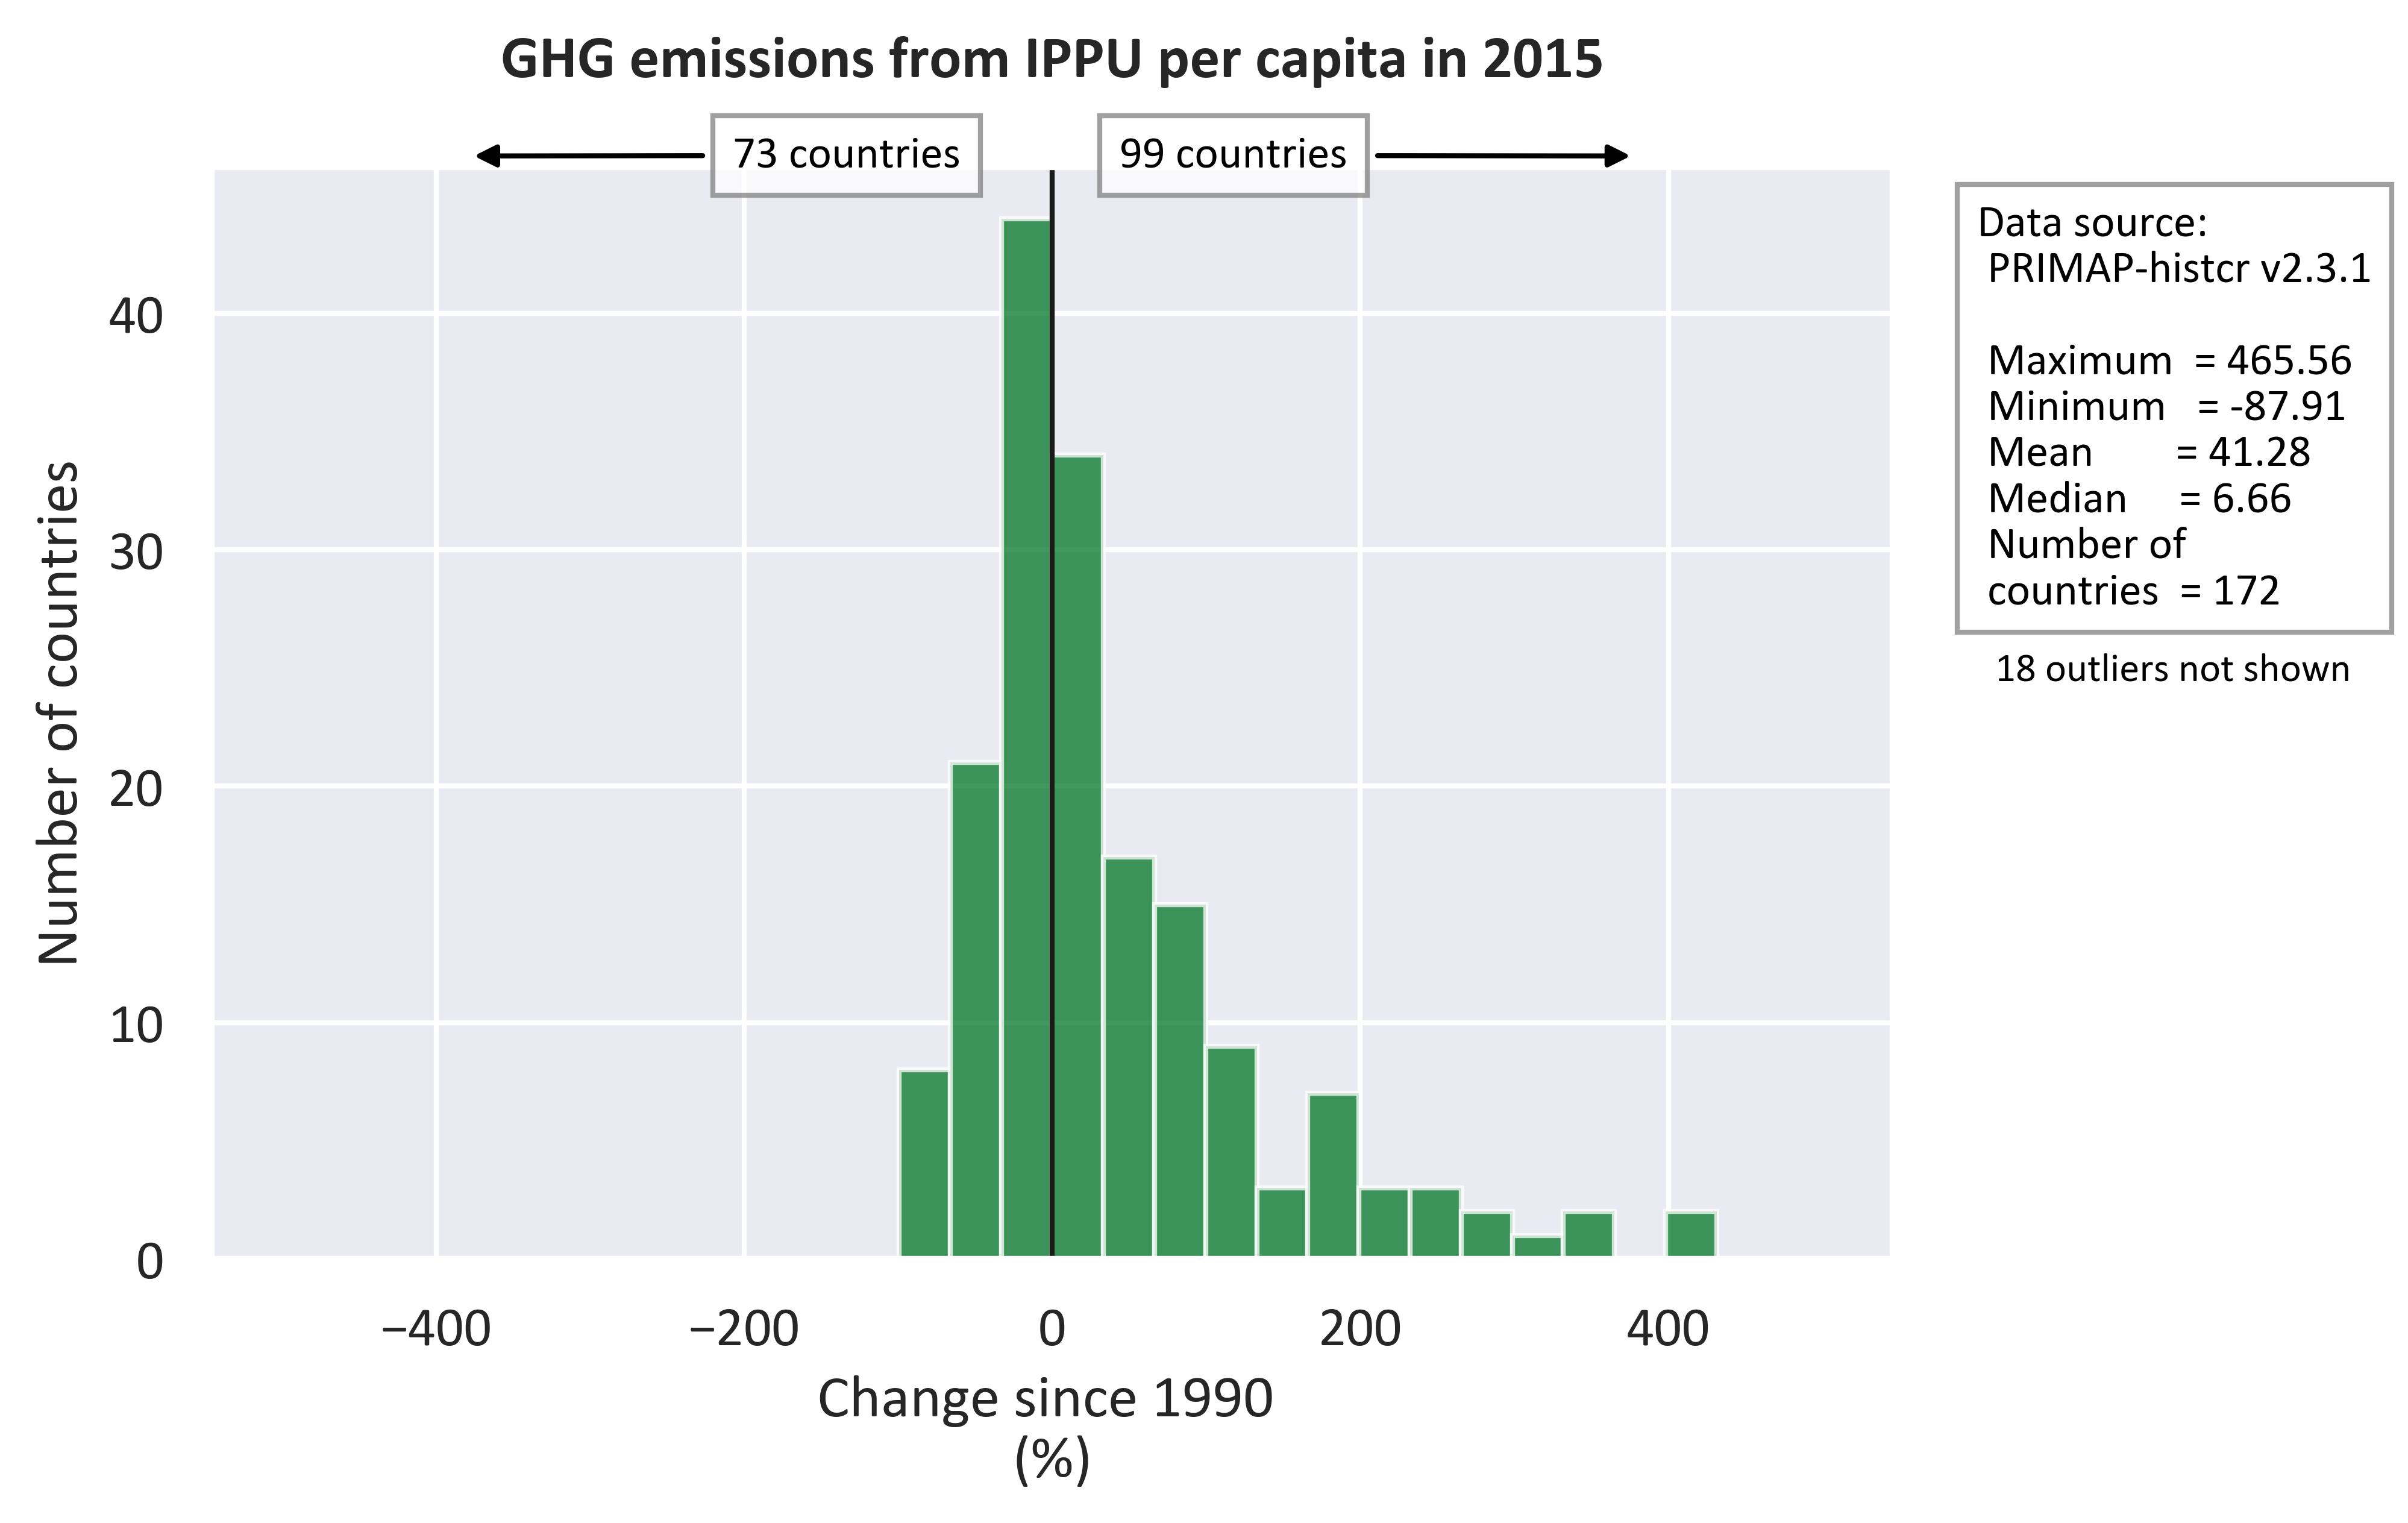 GHG emissions from IPPU per capita in 2015
73 countries
99 countries
Data source:
PRIMAP-histcr v2.3.1
Maximum = 465.56
Minimum = -87.91
Mean = 41.28
Median = 6.66
Number of
countries = 172
18 outliers not shown
Number of countries
40
30
20
10
0
−400 −200 0 200 400
Change since 1990
(%)